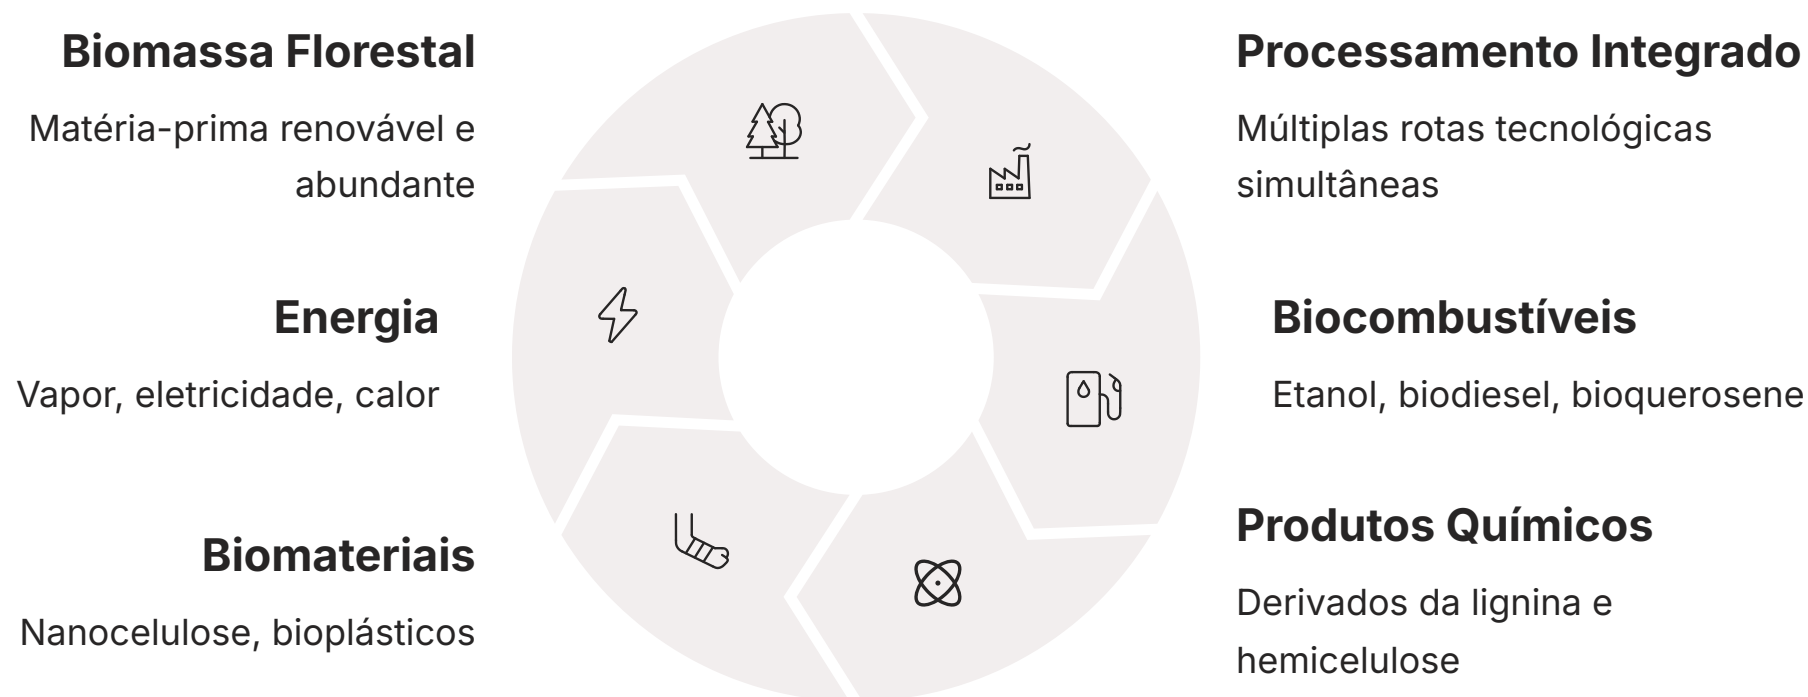 Biomassa Florestal
Matéria-prima renovável e
abundante
Processamento Integrado
Múltiplas rotas tecnológicas
simultâneas
Energia
Vapor, eletricidade, calor
Biocombustíveis
Etanol, biodiesel, bioquerosene
Biomateriais
Nanocelulose, bioplásticos
Produtos Químicos
Derivados da lignina e
hemicelulose